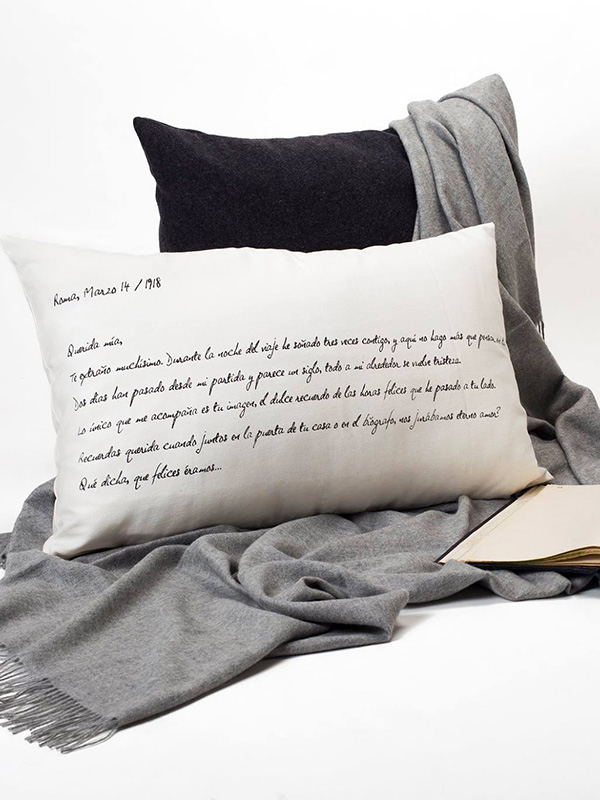 Roma, Marzo 14 / 1918
Querida mía,
Te extraño muchísimo. Durante la noche del viaje he soñado tres veces contigo, y aquí no hago más que pensar
Dos días han pasado desde mi partida y parece un siglo, todo a mi alrededor se vuelve tristeza.
Lo único que me acompaña es tu imagen, el dulce recuerdo de las horas felices que he pasado a tu lado.
Recuerdas querida cuando juntos en la puerta de tu casa o en el biógrafo, nos jurábamos eterno amor?
Qué dicha, que felices éramos...